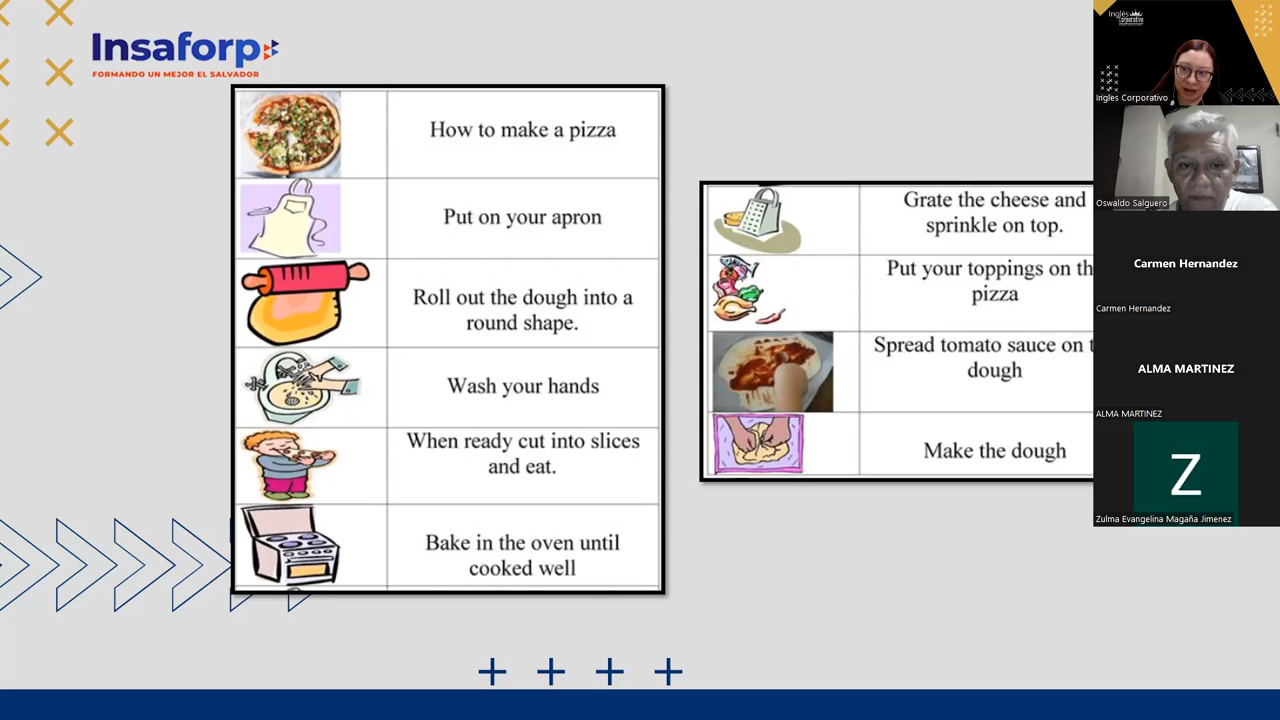 Insaforp
FORMANDO UN MEJOR EL SALVADOR
How to make a pizza
Put on your apron
Roll out the dough into a
round shape.
Wash your hands
When ready cut into slices
and eat.
Bake in the oven until
cooked well
Grate the cheese and
sprinkle on top.
Put your toppings on th
pizza
Spread tomato sauce on t
dough
Make the dough
Inglés
Corporativo
Ingles Corporativo
Oswaldo Salguero
Carmen Hernandez
Carmen Hernandez
ALMA MARTINEZ
ALMA MARTINEZ
Z
Zulma Evangelina Magaña Jimenez